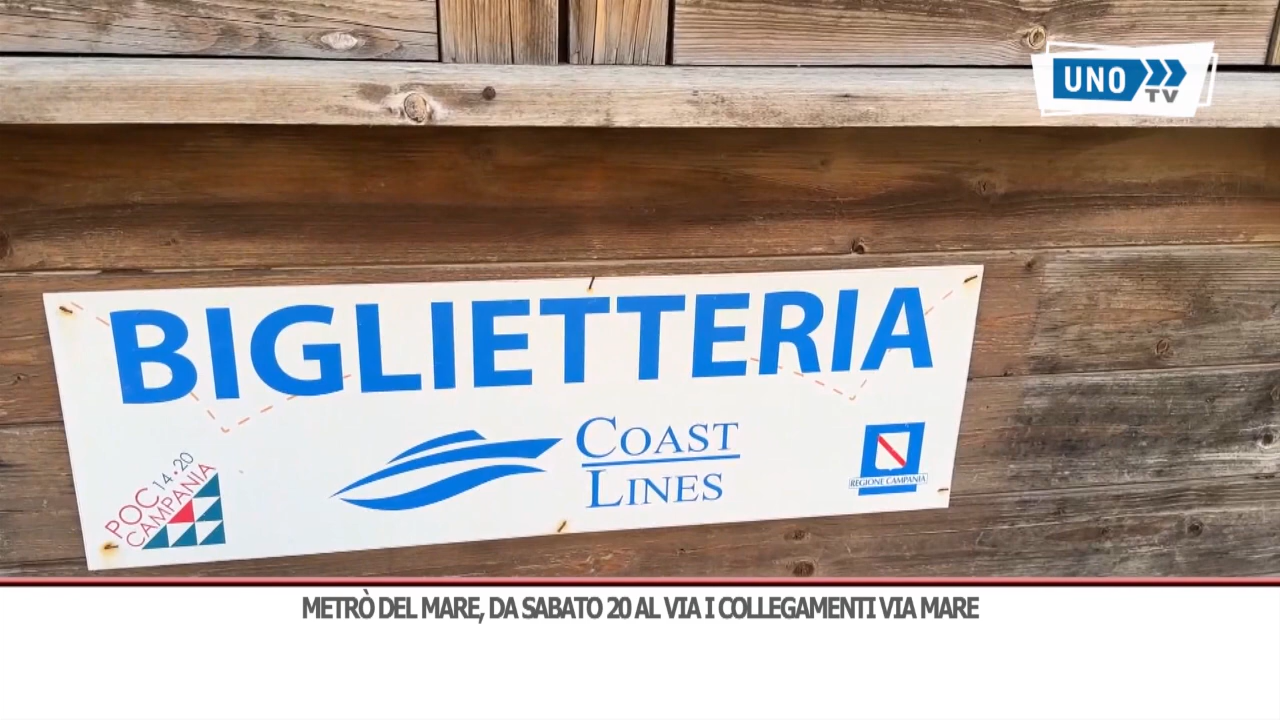 UNO
TV
BIGLIETTERIA
COAST
LINES
POC 14•20
CAMPANIA
REGIONE CAMPANIA
METRÒ DEL MARE, DA SABATO 20 AL VIA I COLLEGAMENTI VIA MARE